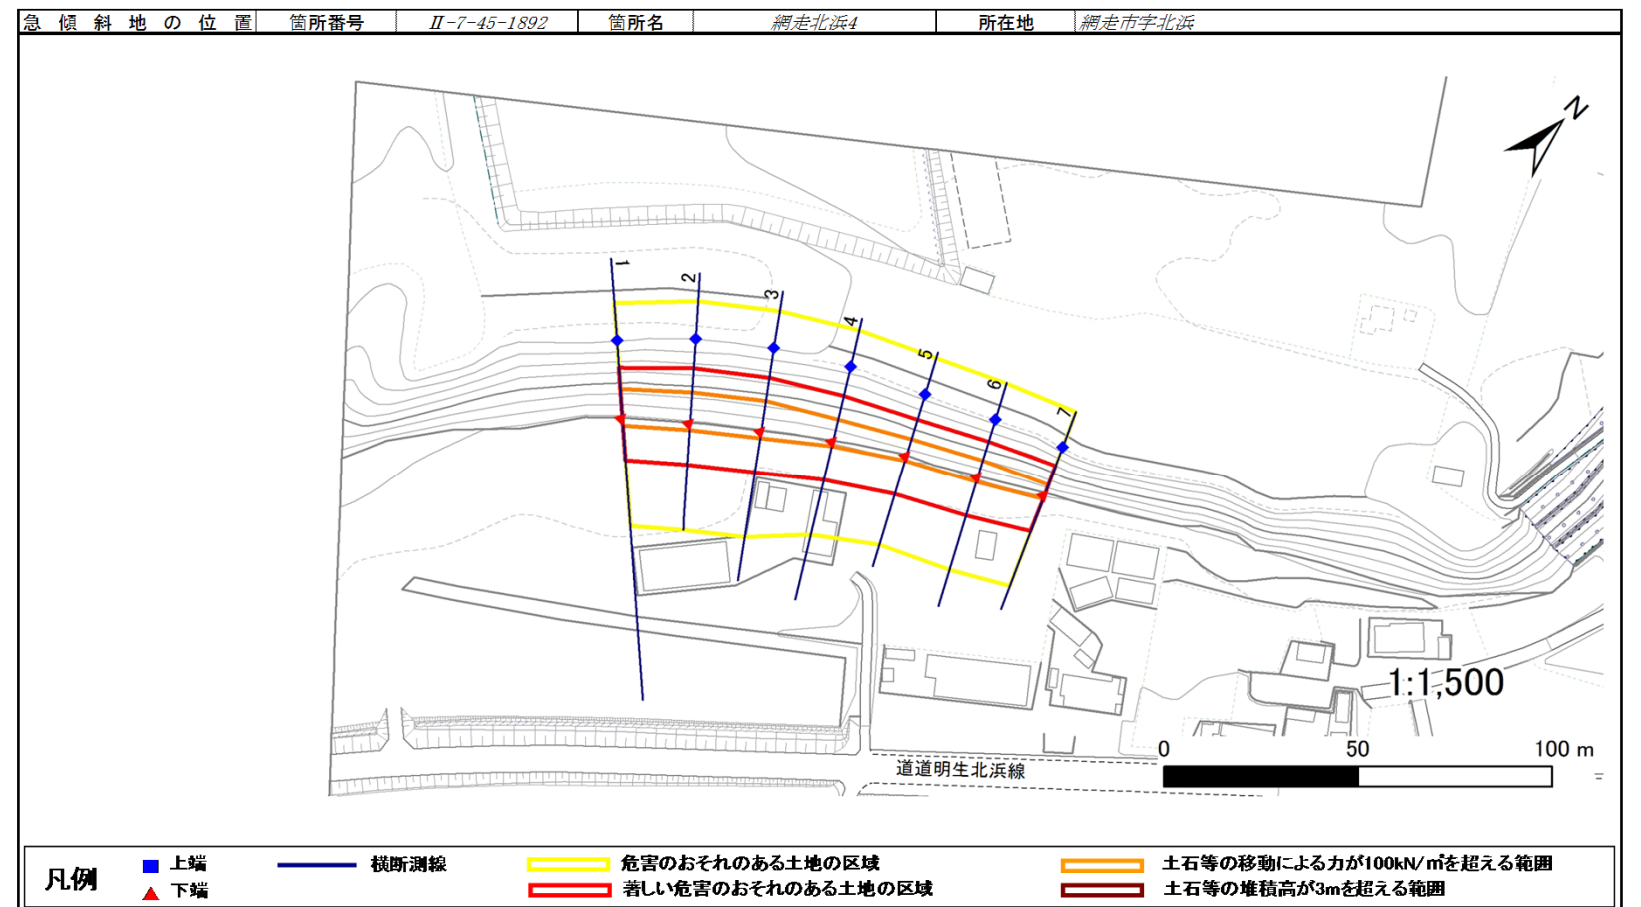 急傾斜地の位置 箇所番号 Ⅱ-7-45-1892 箇所名 網走北浜4 所在地 網走市字北浜
N
1
2
3
4
5
6
7
1:1,500
0 50 100 m
道道明生北浜線
凡例
上端 横断測線 危害のおそれのある土地の区域 土石等の移動による力が100kN/㎡を超える範囲
下端 著しい危害のおそれのある土地の区域 土石等の堆積高が3mを超える範囲